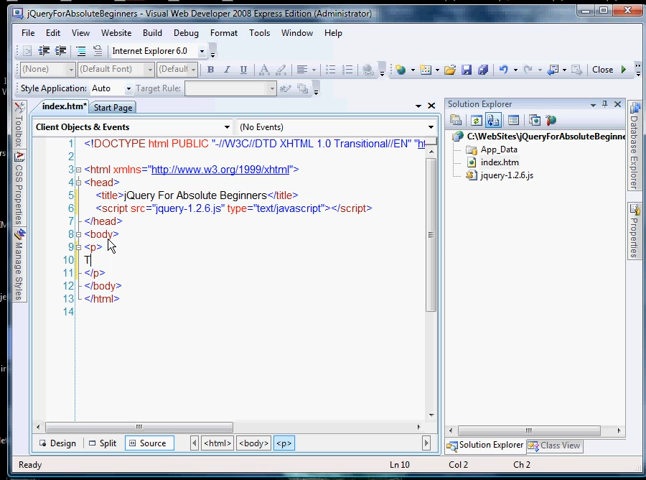 jQueryForAbsoluteBeginners - Visual Web Developer 2008 Express Edition (Administrator)
File Edit View Website Build Debug Format Tools Window Help
Internet Explorer 6.0
(None) (Default Font) (Default B I U A Close
Style Application: Auto Target Rule:
index.htm* Start Page
Client Objects & Events (No Events)
1 <!DOCTYPE html PUBLIC "-//W3C//DTD XHTML 1.0 Transitional//EN" "ht
2
3 <html xmlns="http://www.w3.org/1999/xhtml">
4 <head>
5 <title>jQuery For Absolute Beginners</title>
6 <script src="jquery-1.2.6.js" type="text/javascript"></script>
7 </head>
8 <body>
9 <p>
10 T
11 </p>
12 </body>
13 </html>
14
Design Split Source <html> <body> <p>
Toolbox
CSS Properties
Manage Styles
Solution Explorer
C:\WebSites\jQueryForAbsoluteBeginne
App_Data
index.htm
jquery-1.2.6.js
Solution Explorer Class View
Database Explorer
Properties
Ready Ln 10 Col 2 Ch 2